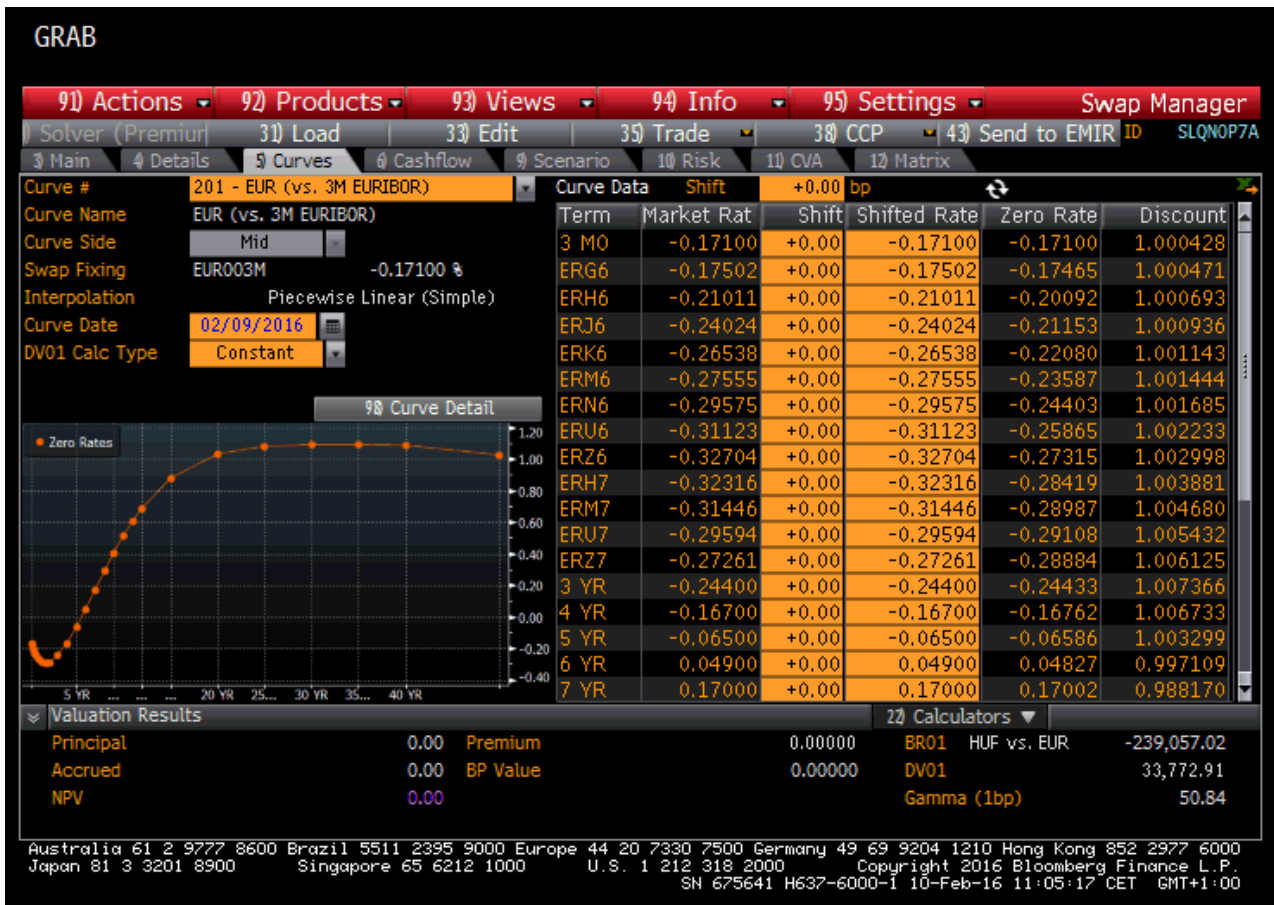 GRAB
91) Actions 92) Products 93) Views 94) Info 95) Settings Swap Manager
) Solver (Premiur 31) Load 33) Edit 35) Trade 38) CCP 43) Send to EMIR ID SLQNOP7A
3) Main 4) Details 5) Curves 6) Cashflow 9) Scenario 10) Risk 11) CVA 12) Matrix
Curve # 201 - EUR (vs. 3M EURIBOR) Curve Data Shift +0.00 bp
Curve Name EUR (vs. 3M EURIBOR)
Curve Side Mid
Swap Fixing EUR003M -0.17100 %
Interpolation Piecewise Linear (Simple)
Curve Date 02/09/2016
DV01 Calc Type Constant
98) Curve Detail
Zero Rates
1.20
1.00
0.80
0.60
0.40
0.20
0.00
-0.20
-0.40
5 YR ... ... ... 20 YR 25... 30 YR 35... 40 YR
Term Market Rat Shift Shifted Rate Zero Rate Discount
3 MO -0.17100 +0.00 -0.17100 -0.17100 1.000428
ERG6 -0.17502 +0.00 -0.17502 -0.17465 1.000471
ERH6 -0.21011 +0.00 -0.21011 -0.20092 1.000693
ERJ6 -0.24024 +0.00 -0.24024 -0.21153 1.000936
ERK6 -0.26538 +0.00 -0.26538 -0.22080 1.001143
ERM6 -0.27555 +0.00 -0.27555 -0.23587 1.001444
ERN6 -0.29575 +0.00 -0.29575 -0.24403 1.001685
ERU6 -0.31123 +0.00 -0.31123 -0.25865 1.002233
ERZ6 -0.32704 +0.00 -0.32704 -0.27315 1.002998
ERH7 -0.32316 +0.00 -0.32316 -0.28419 1.003881
ERM7 -0.31446 +0.00 -0.31446 -0.28987 1.004680
ERU7 -0.29594 +0.00 -0.29594 -0.29108 1.005432
ERZ7 -0.27261 +0.00 -0.27261 -0.28884 1.006125
3 YR -0.24400 +0.00 -0.24400 -0.24433 1.007366
4 YR -0.16700 +0.00 -0.16700 -0.16762 1.006733
5 YR -0.06500 +0.00 -0.06500 -0.06586 1.003299
6 YR 0.04900 +0.00 0.04900 0.04827 0.997109
7 YR 0.17000 +0.00 0.17000 0.17002 0.988170
Valuation Results 22) Calculators
Principal 0.00 Premium 0.00000 BR01 HUF vs. EUR -239,057.02
Accrued 0.00 BP Value 0.00000 DV01 33,772.91
NPV 0.00 Gamma (1bp) 50.84
Australia 61 2 9777 8600 Brazil 5511 2395 9000 Europe 44 20 7330 7500 Germany 49 69 9204 1210 Hong Kong 852 2977 6000
Japan 81 3 3201 8900 Singapore 65 6212 1000 U.S. 1 212 318 2000 Copyright 2016 Bloomberg Finance L.P.
SN 675641 H637-6000-1 10-Feb-16 11:05:17 CET GMT+1:00